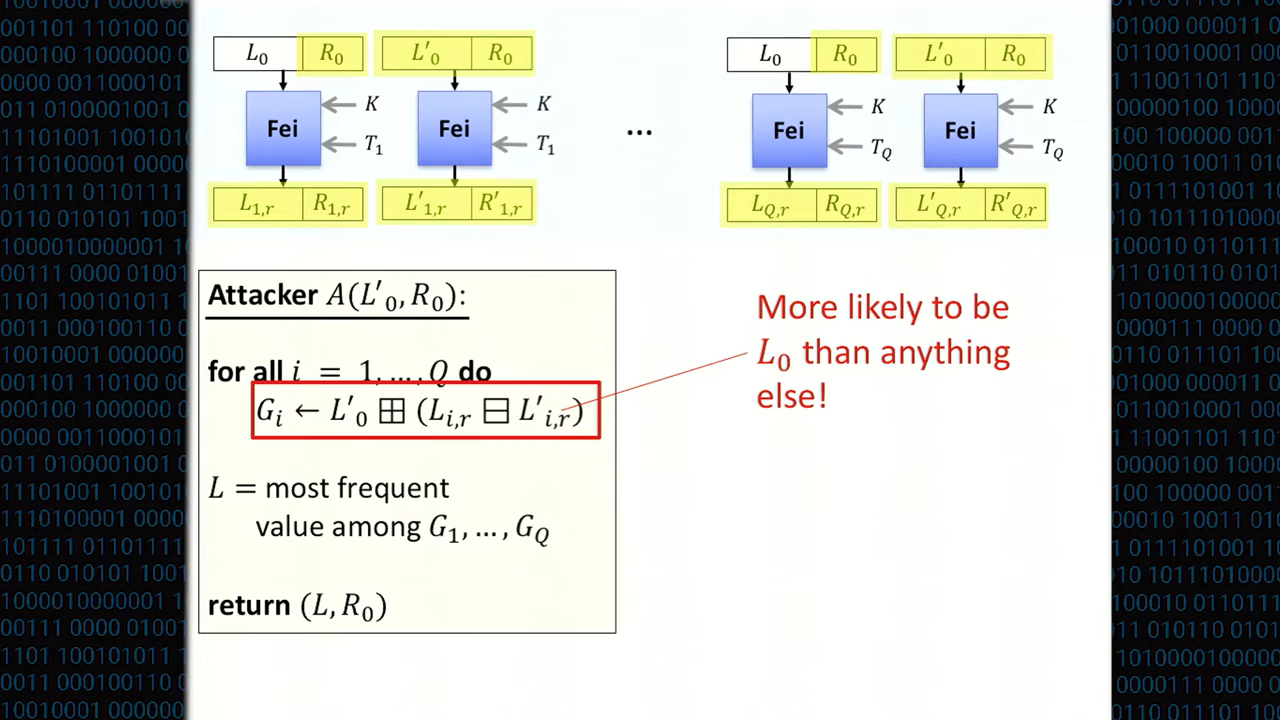 L₀ R₀ L′₀ R₀ L₀ R₀ L′₀ R₀
Fei K Fei K ... Fei K Fei K
T₁ T₁ T_Q T_Q
L₁,ᵣ R₁,ᵣ L′₁,ᵣ R′₁,ᵣ L_Q,ᵣ R_Q,ᵣ L′_Q,ᵣ R′_Q,ᵣ
Attacker A(L′₀, R₀):
for all i = 1, ..., Q do
Gᵢ ← L′₀ ⊞ (Lᵢ,ᵣ ⊟ L′ᵢ,ᵣ)
L = most frequent
value among G₁, ..., G_Q
return (L, R₀)
More likely to be
L₀ than anything
else!